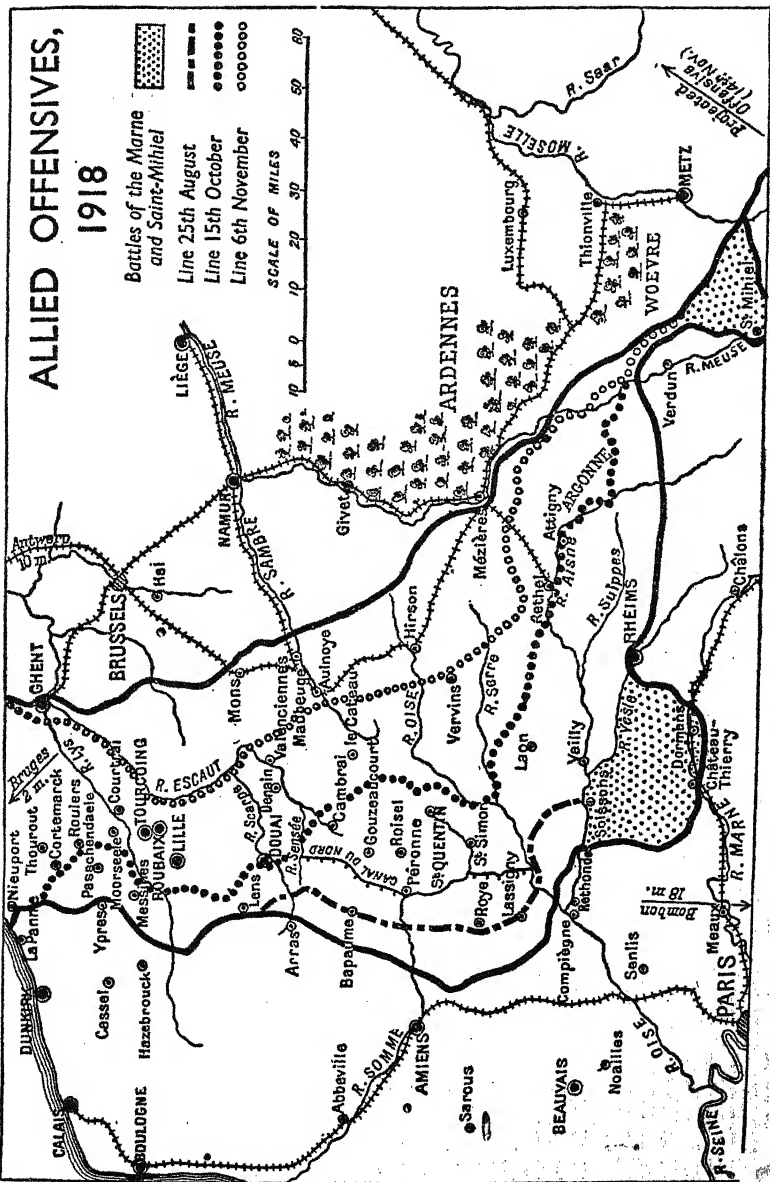 ALLIED OFFENSIVES,
1918
Battles of the Marne
and Saint-Mihiel
Line 25th August
Line 15th October
Line 6th November
SCALE OF MILES
10 5 0 10 20 30 40 60
CALAIS
DUNKIRK
BOULOGNE
Nieuport
La Panne
Thourout
Cortemarck
Roulers
Passchendaele
Moorseele
Ypres
Messines
Cassel
Hazebrouck
Bruges
2 m.
GHENT
R. Lys
Courtrai
TOURCOING
ROUBAIX
LILLE
R. ESCAUT
Antwerp
10 m.
BRUSSELS
Hal
LIÈGE
R. MEUSE
NAMUR
R. SAMBRE
Givet
ARDENNES
Mons
Valenciennes
Maubeuge
Aulnoye
le Cateau
Denain
R. Scarpe
DOUAI
R. Sensée
Lens
Arras
Cambrai
Gouzeaucourt
Roisel
CANAL DU NORD
Péronne
Bapaume
Abbeville
R. SOMME
AMIENS
Sarcus
BEAUVAIS
Noailles
St QUENTIN
St Simon
Roye
Lassigny
Hirson
R. OISE
Vervins
R. Serre
Laon
Mézières
Rethel
Attigny
R. Aisne
ARGONNE
R. Suippes
Vailly
Soissons
Rethondes
Compiègne
Senlis
R. OISE
R. Vesle
RHEIMS
Dormans
Château-
Thierry
Châlons
R. MARNE
Meaux
Bombon
18 m.
PARIS
R. SEINE
Luxembourg
Thionville
R. MOSELLE
R. Saar
METZ
WOEVRE
Verdun
R. MEUSE
St Mihiel
Projected
Offensive
(14th Nov.)